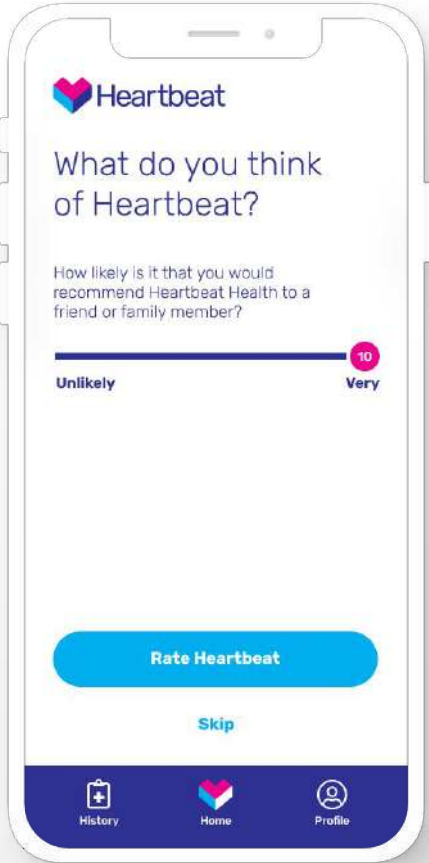 Heartbeat
What do you think
of Heartbeat?
How likely is it that you would
recommend Heartbeat Health to a
friend or family member?
10
Unlikely Very
Rate Heartbeat
Skip
History Home Profile